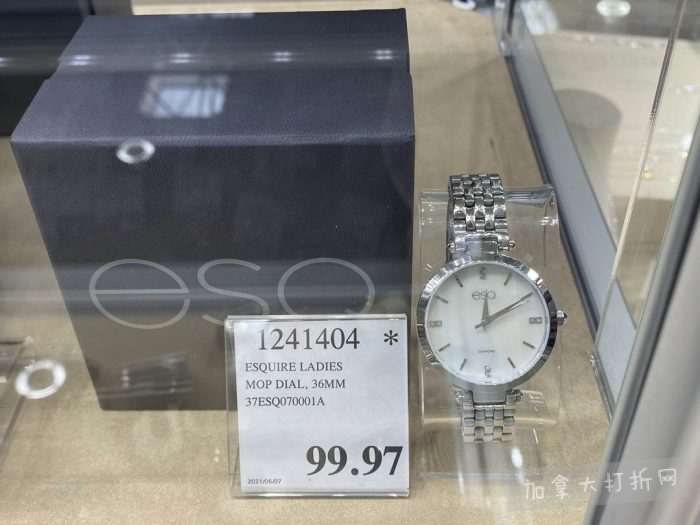 esq
1241404 *
ESQUIRE LADIES
MOP DIAL, 36MM
37ESQ070001A
99.97
2021/06/07
esq
加拿大打折网